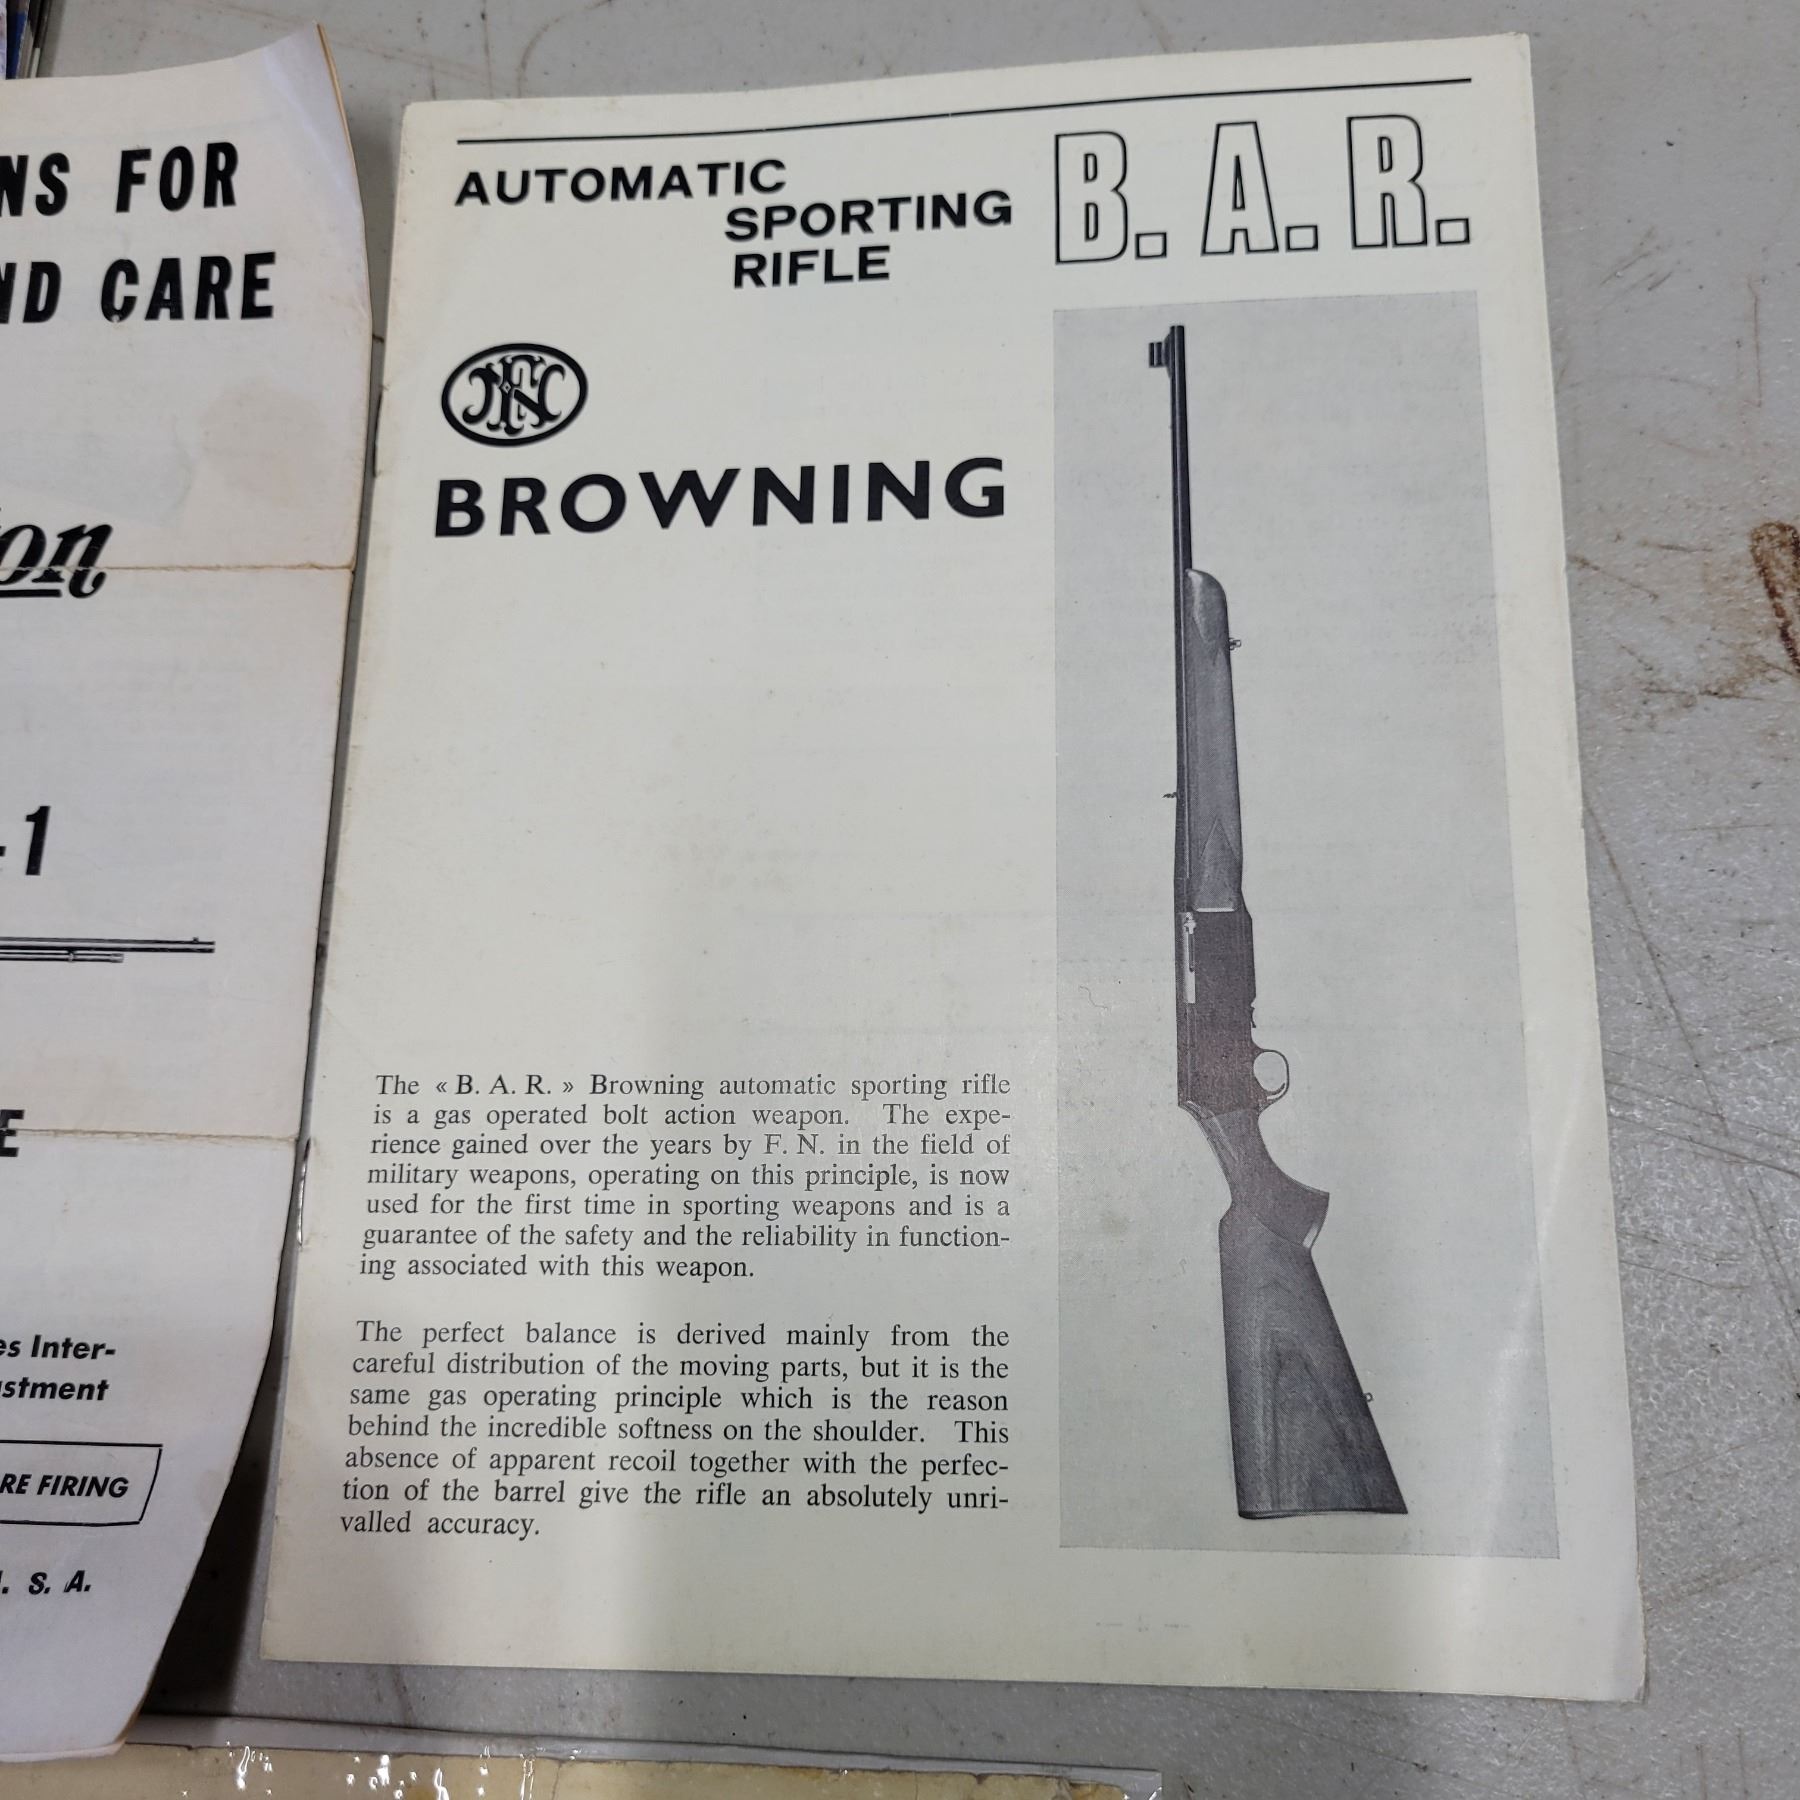 NS FOR
ND CARE
on
-1
E
es Inter-
stment
RE FIRING
. S. A.
AUTOMATIC
SPORTING
RIFLE
B. A. R.
FN
BROWNING
The « B. A. R. » Browning automatic sporting rifle
is a gas operated bolt action weapon. The expe-
rience gained over the years by F. N. in the field of
military weapons, operating on this principle, is now
used for the first time in sporting weapons and is a
guarantee of the safety and the reliability in function-
ing associated with this weapon.
The perfect balance is derived mainly from the
careful distribution of the moving parts, but it is the
same gas operating principle which is the reason
behind the incredible softness on the shoulder. This
absence of apparent recoil together with the perfec-
tion of the barrel give the rifle an absolutely unri-
valled accuracy.